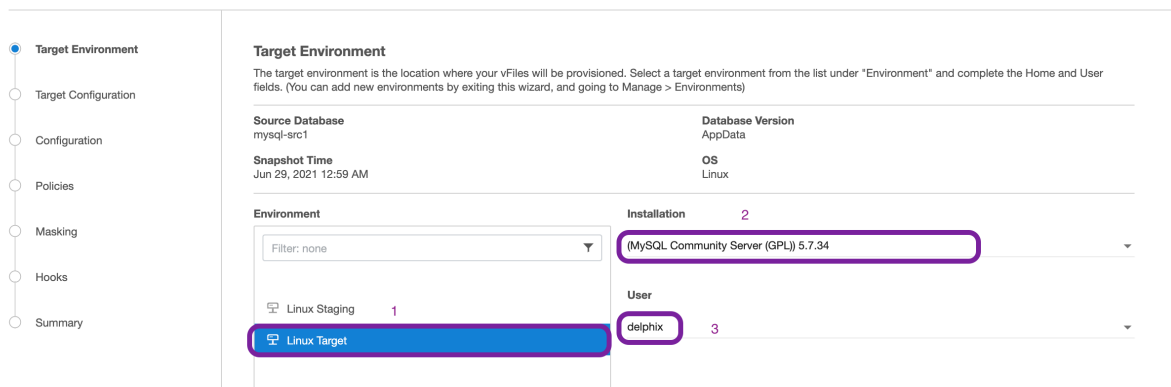 Target Environment
Target Configuration
Configuration
Policies
Masking
Hooks
Summary
Target Environment
The target environment is the location where your vFiles will be provisioned. Select a target environment from the list under "Environment" and complete the Home and User
fields. (You can add new environments by exiting this wizard, and going to Manage > Environments)
Source Database
mysql-src1
Database Version
AppData
Snapshot Time
Jun 29, 2021 12:59 AM
OS
Linux
Environment
Filter: none
Linux Staging 1
Linux Target
Installation 2
(MySQL Community Server (GPL)) 5.7.34
User
delphix 3